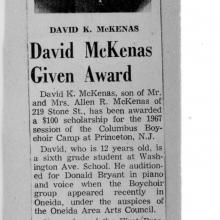 DAVID K. McKENAS
David McKenas
Given Award
David K. McKenas, son of Mr.
and Mrs. Allen R. McKenas of
219 Stone St., has been awarded
a $100 scholarship for the 1967
session of the Columbus Boy-
choir Camp at Princeton, N.J.
David, who is 12 years old, is
a sixth grade student at Wash-
ington Ave. School. He audition-
ed for Donald Bryant in piano
and voice when the Boychoir
group appeared recently in
Oneida, under the auspices of
the Oneida Area Arts Council.